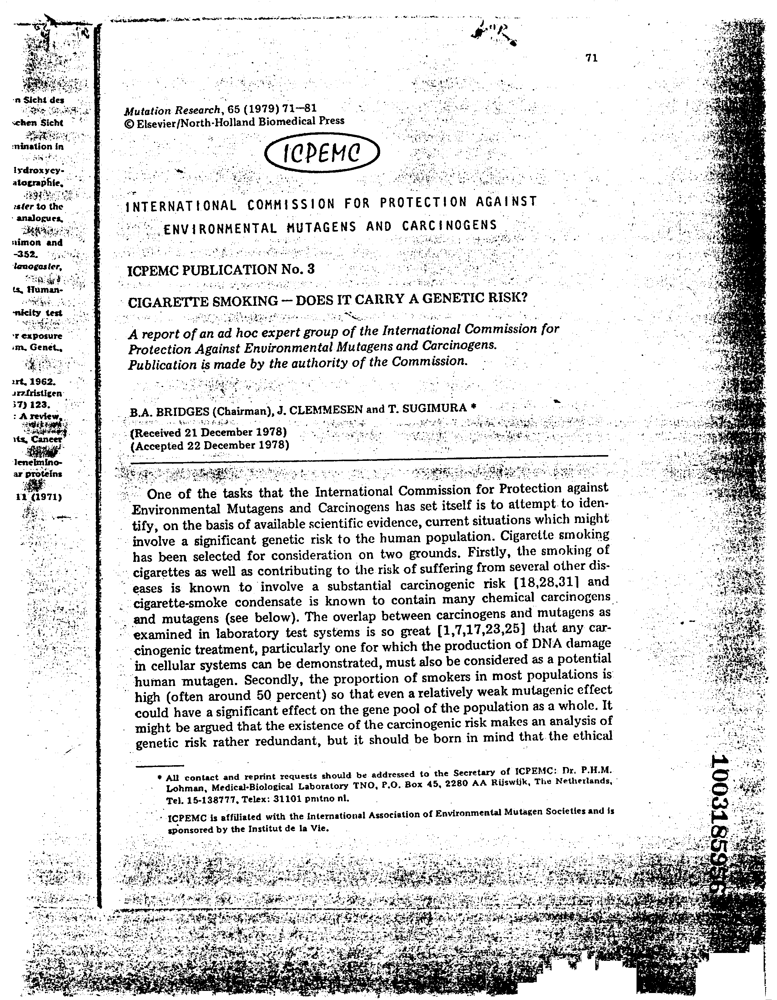 71
n Sicht des
chen Sicht
mination in
lydroxycy-
atographie,
ster to the
analogues,
nimon and
-352.
lanogaster,
ts, Human-
nicity test
r exposure
m. Genet.,
art, 1962.
urzfristigen
57) 123.
: A review,
its, Cancer
leneimino-
ar proteins
11 (1971)
Mutation Research, 65 (1979) 71—81
© Elsevier/North-Holland Biomedical Press
ICPEMC
INTERNATIONAL COMMISSION FOR PROTECTION AGAINST
ENVIRONMENTAL MUTAGENS AND CARCINOGENS
ICPEMC PUBLICATION No. 3
CIGARETTE SMOKING — DOES IT CARRY A GENETIC RISK?
A report of an ad hoc expert group of the International Commission for
Protection Against Environmental Mutagens and Carcinogens.
Publication is made by the authority of the Commission.
B.A. BRIDGES (Chairman), J. CLEMMESEN and T. SUGIMURA *
(Received 21 December 1978)
(Accepted 22 December 1978)
One of the tasks that the International Commission for Protection against
Environmental Mutagens and Carcinogens has set itself is to attempt to iden-
tify, on the basis of available scientific evidence, current situations which might
involve a significant genetic risk to the human population. Cigarette smoking
has been selected for consideration on two grounds. Firstly, the smoking of
cigarettes as well as contributing to the risk of suffering from several other dis-
eases is known to involve a substantial carcinogenic risk [18,28,31] and
cigarette-smoke condensate is known to contain many chemical carcinogens
and mutagens (see below). The overlap between carcinogens and mutagens as
examined in laboratory test systems is so great [1,7,17,23,25] that any car-
cinogenic treatment, particularly one for which the production of DNA damage
in cellular systems can be demonstrated, must also be considered as a potential
human mutagen. Secondly, the proportion of smokers in most populations is
high (often around 50 percent) so that even a relatively weak mutagenic effect
could have a significant effect on the gene pool of the population as a whole. It
might be argued that the existence of the carcinogenic risk makes an analysis of
genetic risk rather redundant, but it should be born in mind that the ethical
* All contact and reprint requests should be addressed to the Secretary of ICPEMC: Dr. P.H.M.
Lohman, Medical-Biological Laboratory TNO, P.O. Box 45, 2280 AA Rijswijk, The Netherlands,
Tel. 15-138777, Telex: 31101 pmtno nl.
ICPEMC is affiliated with the International Association of Environmental Mutagen Societies and is
sponsored by the Institut de la Vie.
1003185956